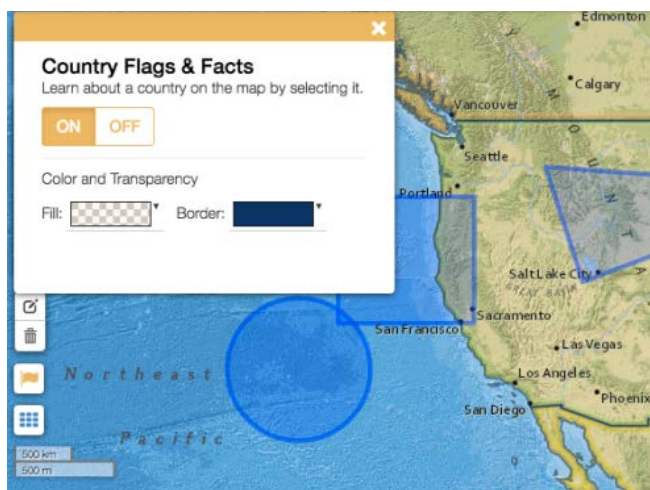 Country Flags & Facts
Learn about a country on the map by selecting it.
ON OFF
Color and Transparency
Fill: Border:
Edmonton
Calgary
Vancouver
Seattle
Portland
Salt Lake City
GREAT BASIN
Sacramento
San Francisco
Las Vegas
Los Angeles
Phoenix
San Diego
Northeast
Pacific
500 km
500 mi